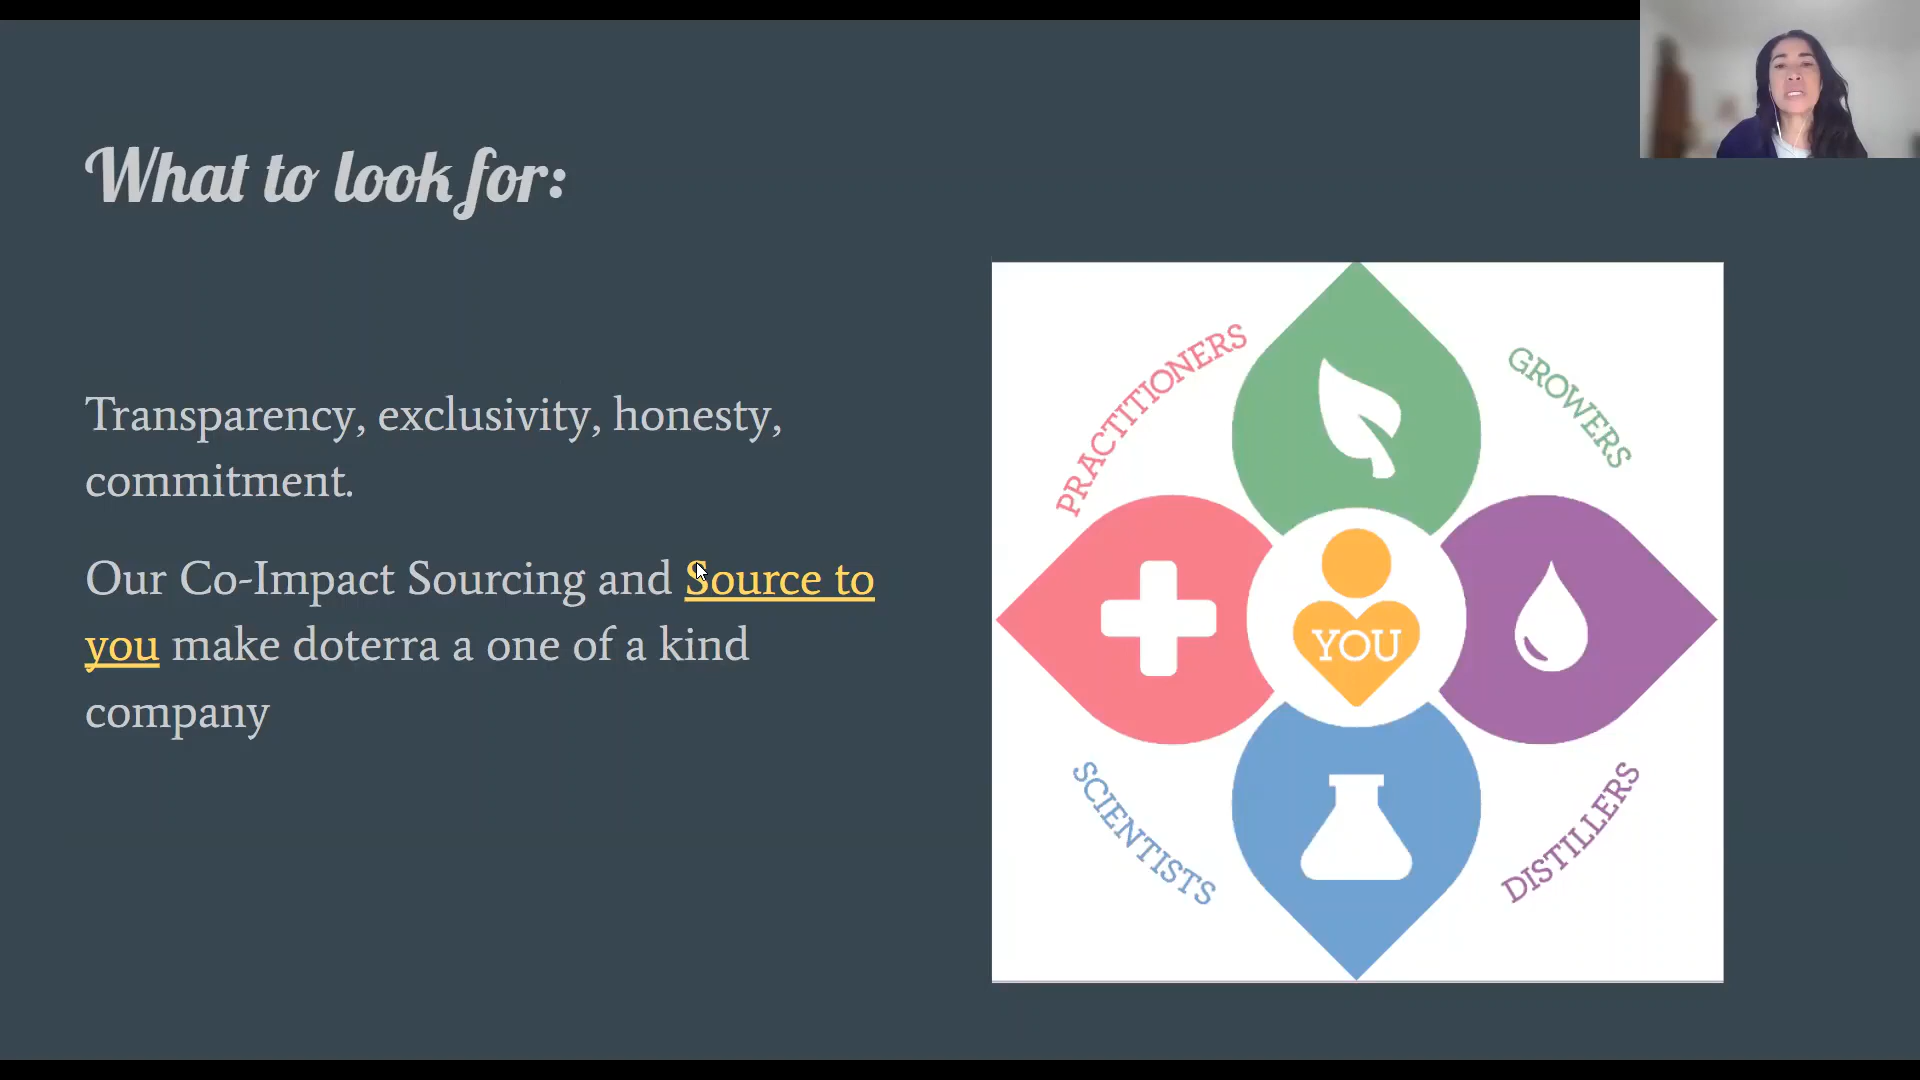 What to look for:
Transparency, exclusivity, honesty,
commitment.
Our Co-Impact Sourcing and Source to
you make doterra a one of a kind
company
PRACTITIONERS
GROWERS
YOU
SCIENTISTS
DISTILLERS